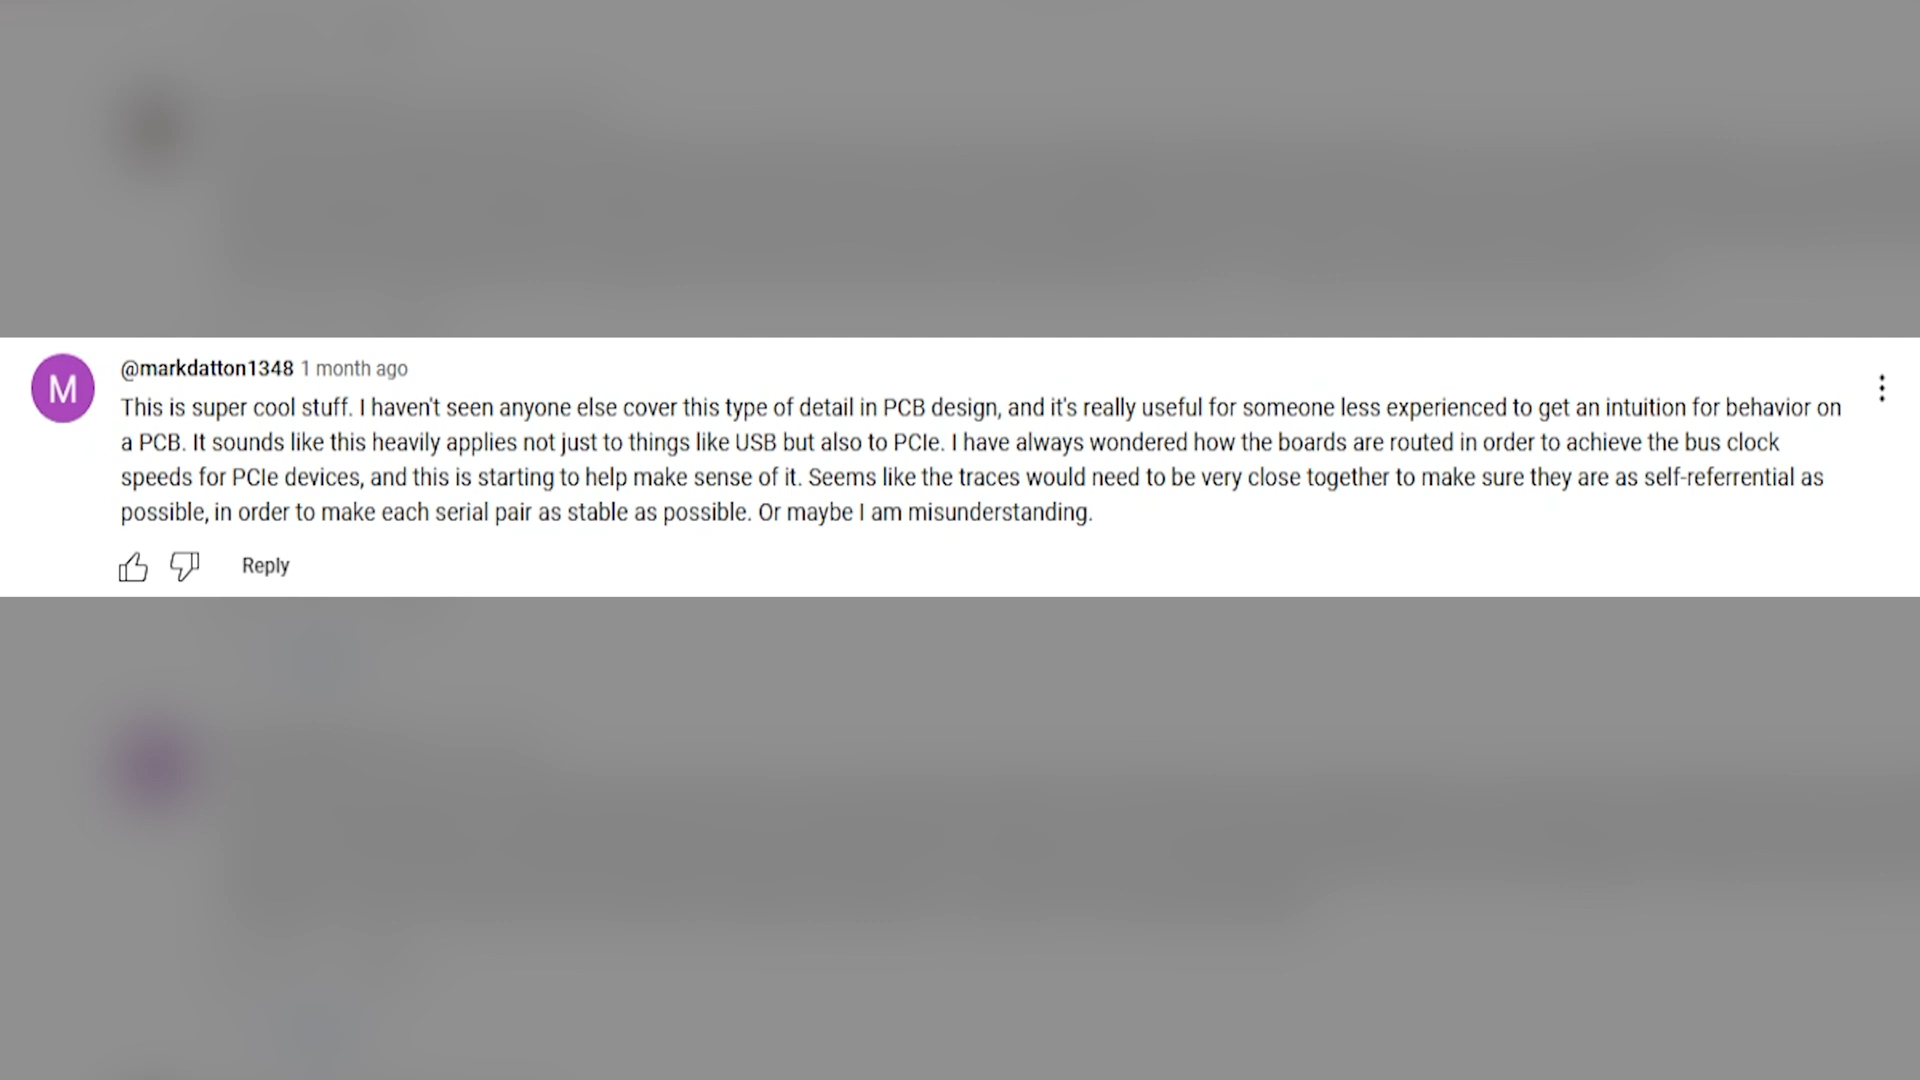 M
@markdatton1348 1 month ago
This is super cool stuff. I haven't seen anyone else cover this type of detail in PCB design, and it's really useful for someone less experienced to get an intuition for behavior on
a PCB. It sounds like this heavily applies not just to things like USB but also to PCIe. I have always wondered how the boards are routed in order to achieve the bus clock
speeds for PCIe devices, and this is starting to help make sense of it. Seems like the traces would need to be very close together to make sure they are as self-referrential as
possible, in order to make each serial pair as stable as possible. Or maybe I am misunderstanding.
Reply